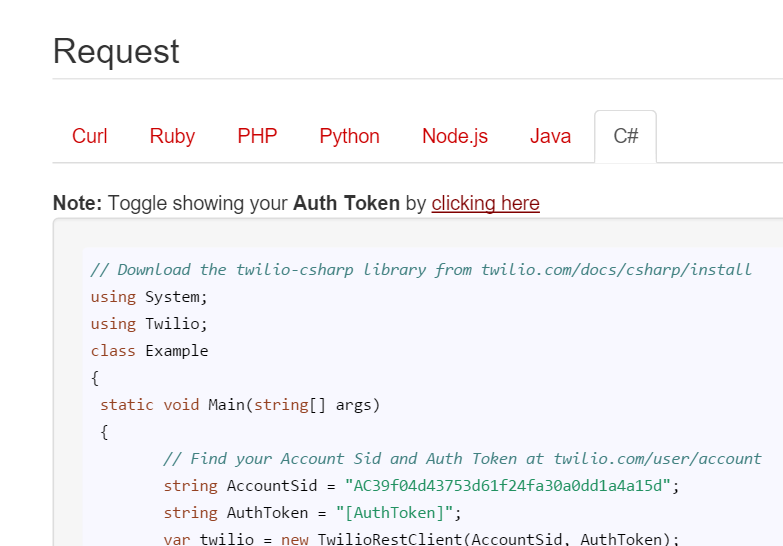 Request
Curl Ruby PHP Python Node.js Java C#
Note: Toggle showing your Auth Token by clicking here
// Download the twilio-csharp library from twilio.com/docs/csharp/install
using System;
using Twilio;
class Example
{
static void Main(string[] args)
{
// Find your Account Sid and Auth Token at twilio.com/user/account
string AccountSid = "AC39f04d43753d61f24fa30a0dd1a4a15d";
string AuthToken = "[AuthToken]";
var twilio = new TwilioRestClient(AccountSid, AuthToken);